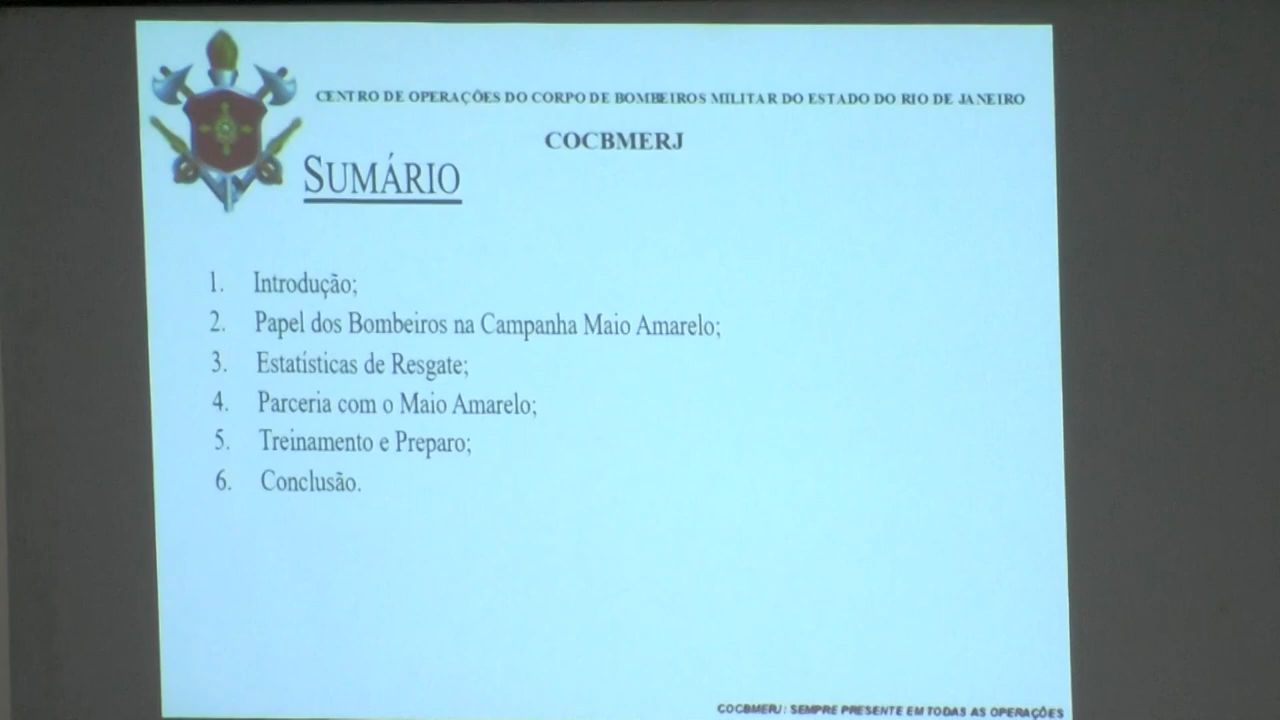 CENTRO DE OPERAÇÕES DO CORPO DE BOMBEIROS MILITAR DO ESTADO DO RIO DE JANEIRO
COCBMERJ
SUMÁRIO
1. Introdução;
2. Papel dos Bombeiros na Campanha Maio Amarelo;
3. Estatísticas de Resgate;
4. Parceria com o Maio Amarelo;
5. Treinamento e Preparo;
6. Conclusão.
COCBMERJ: SEMPRE PRESENTE EM TODAS AS OPERAÇÕES